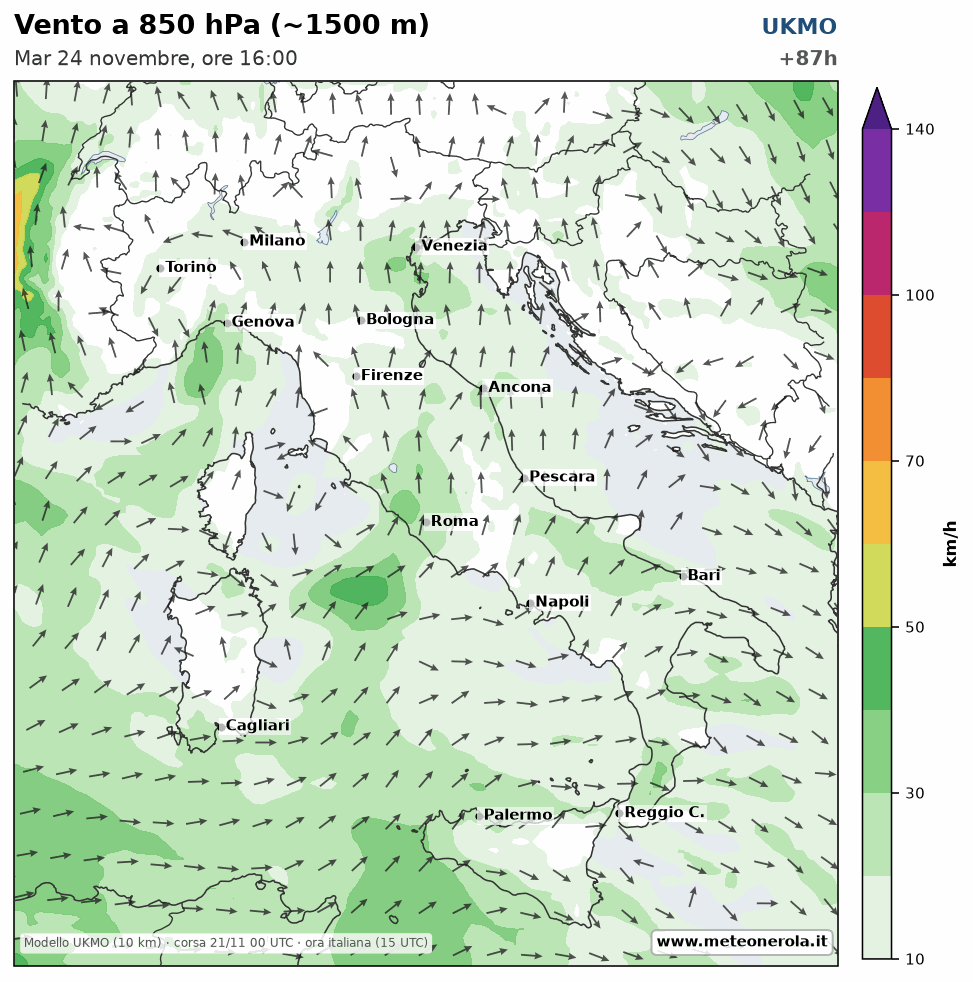 Vento a 850 hPa (~1500 m)
UKMO
Mar 24 novembre, ore 16:00
+87h
140
100
70
50
30
10
km/h
Milano
Venezia
Torino
Genova
Bologna
Firenze
Ancona
Pescara
Roma
Bari
Napoli
Cagliari
Palermo
Reggio C.
Modello UKMO (10 km) · corsa 21/11 00 UTC · ora italiana (15 UTC)
www.meteonerola.it